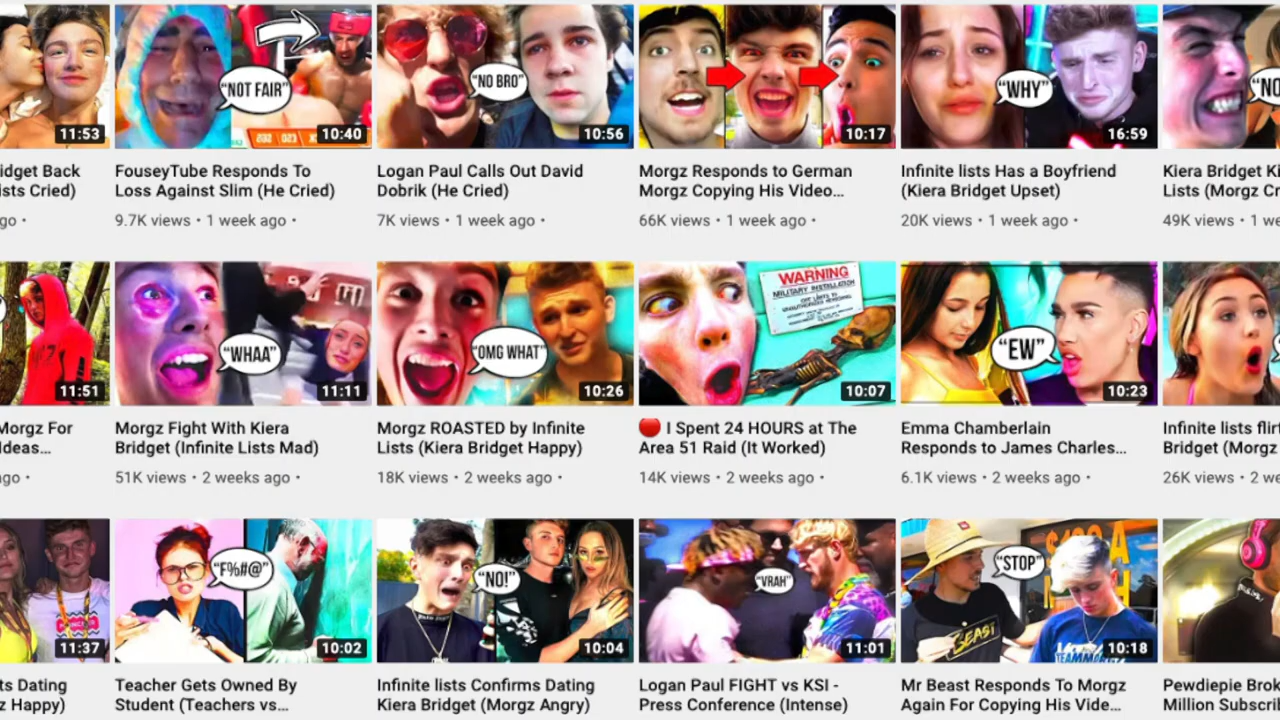 "NOT FAIR"
"NO BRO"
"WHY"
"NO
11:53
10:40
10:56
10:17
16:59
idget Back
ists Cried)
go •
FouseyTube Responds To
Loss Against Slim (He Cried)
9.7K views • 1 week ago •
Logan Paul Calls Out David
Dobrik (He Cried)
7K views • 1 week ago •
Morgz Responds to German
Morgz Copying His Video...
66K views • 1 week ago •
Infinite lists Has a Boyfriend
(Kiera Bridget Upset)
20K views • 1 week ago •
Kiera Bridget Ki
Lists (Morgz Cr
49K views • 1 we
"WHAA"
"OMG WHAT"
WARNING
MILITARY INSTALLATION
"EW"
11:51
11:11
10:26
10:07
10:23
Morgz For
Ideas...
ago •
Morgz Fight With Kiera
Bridget (Infinite Lists Mad)
51K views • 2 weeks ago •
Morgz ROASTED by Infinite
Lists (Kiera Bridget Happy)
18K views • 2 weeks ago •
I Spent 24 HOURS at The
Area 51 Raid (It Worked)
14K views • 2 weeks ago •
Emma Chamberlain
Responds to James Charles...
6.1K views • 2 weeks ago •
Infinite lists flir
Bridget (Morgz
26K views • 2 we
"F%#@"
"NO!"
"VRAH"
"STOP"
BEAST
11:37
10:02
10:04
11:01
10:18
ts Dating
z Happy)
Teacher Gets Owned By
Student (Teachers vs...
Infinite lists Confirms Dating
Kiera Bridget (Morgz Angry)
Logan Paul FIGHT vs KSI -
Press Conference (Intense)
Mr Beast Responds To Morgz
Again For Copying His Vide...
Pewdiepie Brok
Million Subscri